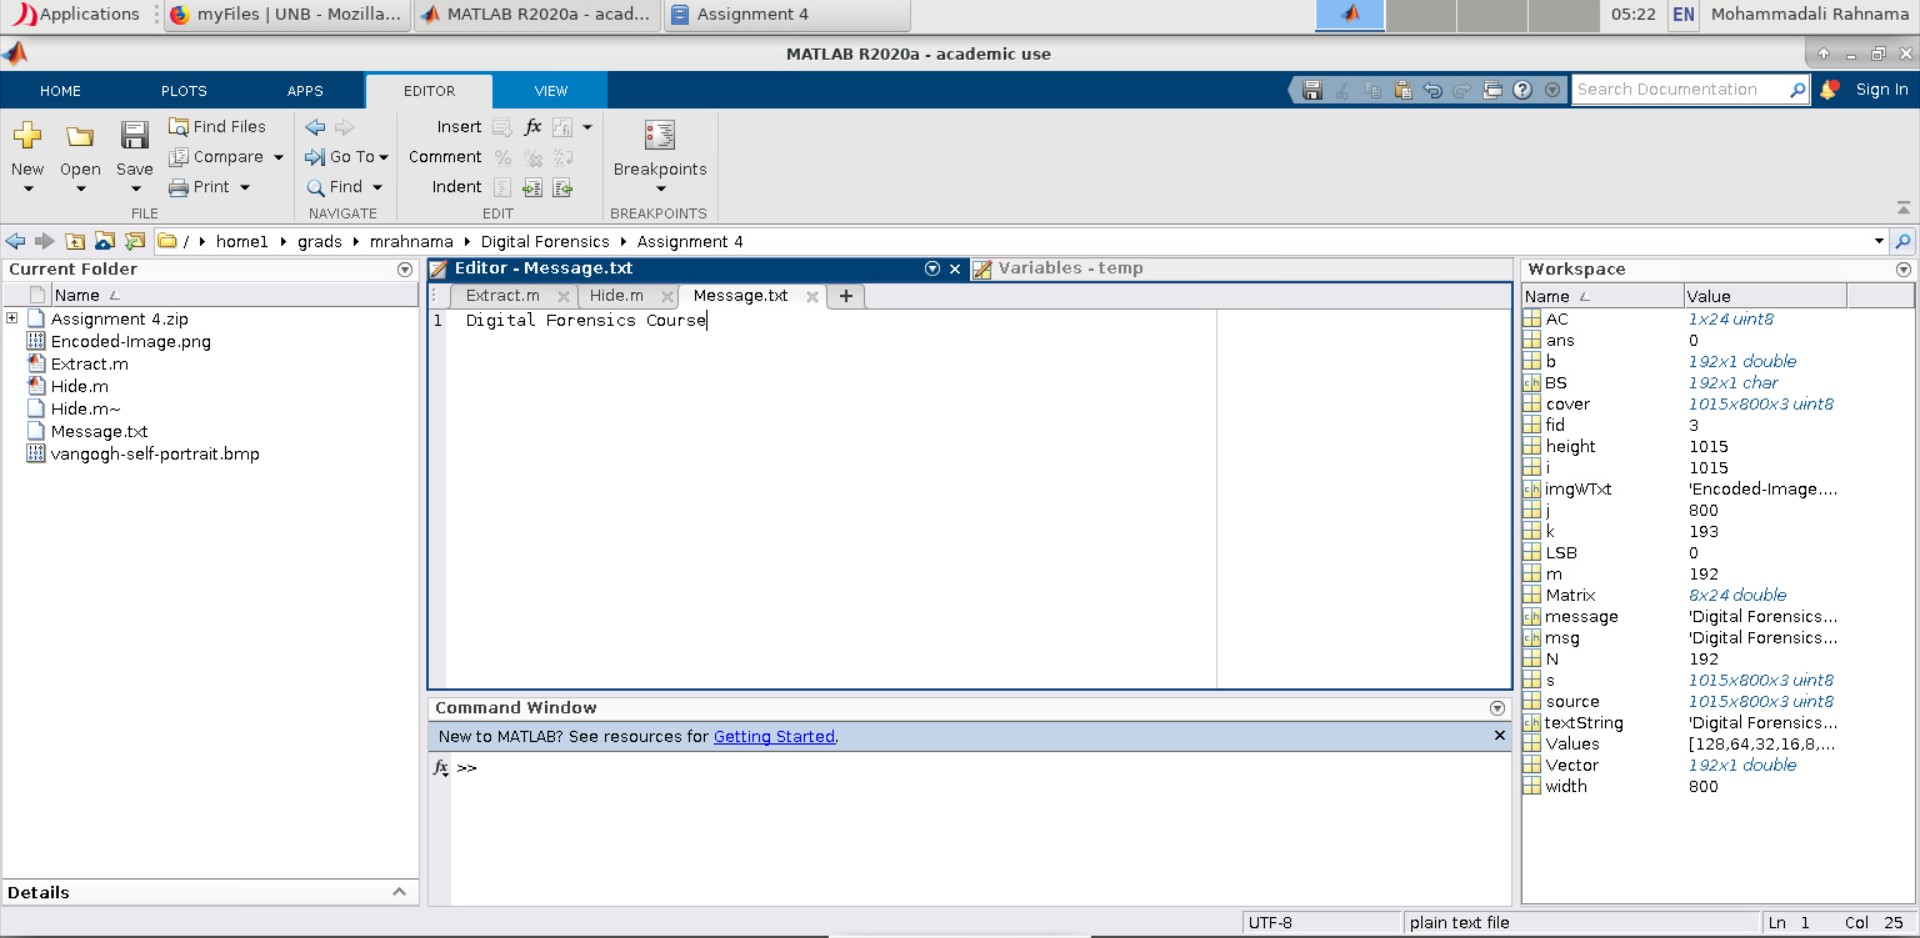 Applications
myFiles | UNB - Mozilla...
MATLAB R2020a - acad...
Assignment 4
05:22
EN
Mohammadali Rahnama
MATLAB R2020a - academic use
HOME
PLOTS
APPS
EDITOR
VIEW
Search Documentation
Sign In
New
Open
Save
Find Files
Compare
Print
FILE
Go To
Find
NAVIGATE
Insert
fx
Comment
Indent
EDIT
Breakpoints
BREAKPOINTS
/ home1 grads mrahnama Digital Forensics Assignment 4
Current Folder
Name
Assignment 4.zip
Encoded-Image.png
Extract.m
Hide.m
Hide.m~
Message.txt
vangogh-self-portrait.bmp
Details
Editor - Message.txt
Variables - temp
Extract.m
Hide.m
Message.txt
1 Digital Forensics Course
Command Window
New to MATLAB? See resources for Getting Started.
fx >>
Workspace
Name Value
AC 1x24 uint8
ans 0
b 192x1 double
ch BS 192x1 char
cover 1015x800x3 uint8
fid 3
height 1015
i 1015
ch imgWTxt 'Encoded-Image....
j 800
k 193
LSB 0
m 192
Matrix 8x24 double
ch message 'Digital Forensics...
ch msg 'Digital Forensics...
N 192
s 1015x800x3 uint8
source 1015x800x3 uint8
ch textString 'Digital Forensics...
Values [128,64,32,16,8,...
Vector 192x1 double
width 800
UTF-8
plain text file
Ln 1 Col 25